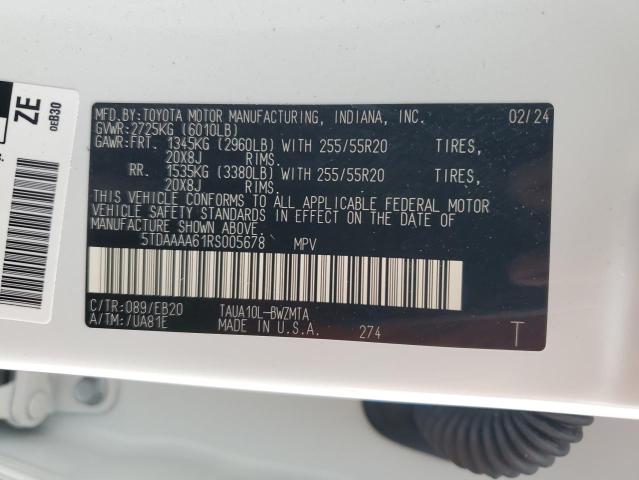 ZE
0EB30
MFD.BY:TOYOTA MOTOR MANUFACTURING, INDIANA, INC. 02/24
GVWR:2725KG (6010LB)
GAWR:FRT. 1345KG (2960LB) WITH 255/55R20 TIRES,
20X8J RIMS.
RR. 1535KG (3380LB) WITH 255/55R20 TIRES,
20X8J RIMS.
THIS VEHICLE CONFORMS TO ALL APPLICABLE FEDERAL MOTOR
VEHICLE SAFETY STANDARDS IN EFFECT ON THE DATE OF
MANUFACTURE SHOWN ABOVE.
5TDAAAA61RS005678 MPV
C/TR:089/EB20 TAUA10L-BWZMTA
A/TM:/UA81E MADE IN U.S.A. 274 T